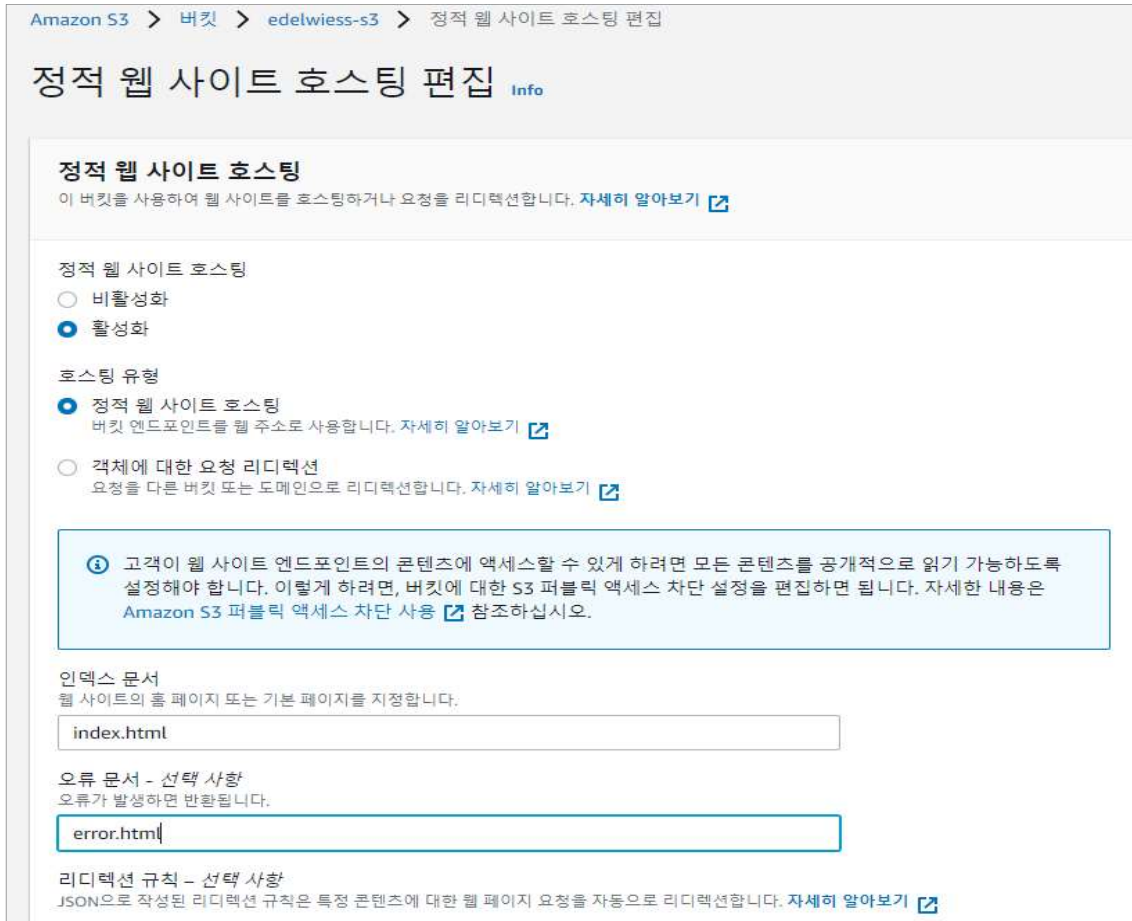 Amazon S3 > 버킷 > edelwiess-s3 > 정적 웹 사이트 호스팅 편집
정적 웹 사이트 호스팅 편집 Info
정적 웹 사이트 호스팅
이 버킷을 사용하여 웹 사이트를 호스팅하거나 요청을 리디렉션합니다. 자세히 알아보기
정적 웹 사이트 호스팅
비활성화
활성화
호스팅 유형
정적 웹 사이트 호스팅
버킷 엔드포인트를 웹 주소로 사용합니다. 자세히 알아보기
객체에 대한 요청 리디렉션
요청을 다른 버킷 또는 도메인으로 리디렉션합니다. 자세히 알아보기
고객이 웹 사이트 엔드포인트의 콘텐츠에 액세스할 수 있게 하려면 모든 콘텐츠를 공개적으로 읽기 가능하도록
설정해야 합니다. 이렇게 하려면, 버킷에 대한 S3 퍼블릭 액세스 차단 설정을 편집하면 됩니다. 자세한 내용은
Amazon S3 퍼블릭 액세스 차단 사용 참조하십시오.
인덱스 문서
웹 사이트의 홈 페이지 또는 기본 페이지를 지정합니다.
index.html
오류 문서 - 선택 사항
오류가 발생하면 반환됩니다.
error.html
리디렉션 규칙 – 선택 사항
JSON으로 작성된 리디렉션 규칙은 특정 콘텐츠에 대한 웹 페이지 요청을 자동으로 리디렉션합니다. 자세히 알아보기